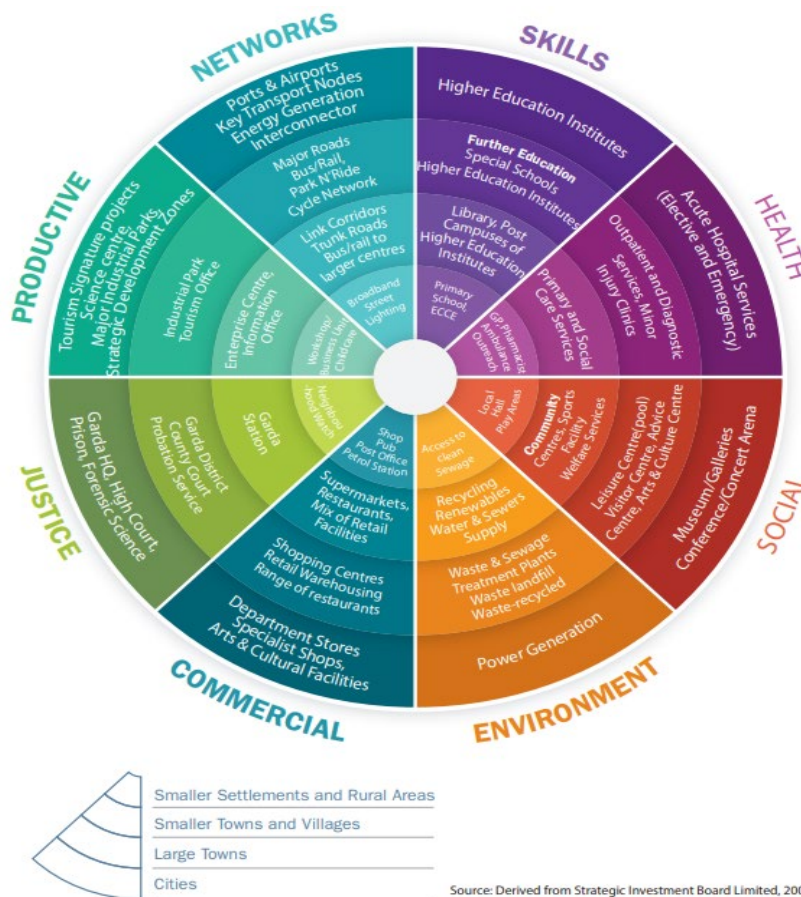 NETWORKS
Ports & Airports
Key Transport Nodes
Energy Generation
Interconnector
Major Roads
Bus/Rail,
Park N'Ride
Cycle Network
Link Corridors
Trunk Roads
Bus/rail to
larger centres
Broadband
Street
Lighting
SKILLS
Higher Education Institutes
Further Education
Special Schools
Higher Education Institutes
Library, Post
Campuses of
Higher Education
Institutes
Primary
School,
ECCE
HEALTH
Acute Hospital Services
(Elective and Emergency)
Outpatient and Diagnostic
Services, Minor
Injury Clinics
Primary and Social
Care Services
GP, Pharmacist
Ambulance
Outreach
SOCIAL
Museum/Galleries
Conference/Concert Arena
Leisure Centre(pool)
Visitor Centre, Advice
Centre, Arts & Culture Centre
Community
Centres, Sports
Facility
Welfare Services
Local
Hall
Play Areas
ENVIRONMENT
Access to
Clean
Sewage
Recycling
Renewables
Water & Sewers
Supply
Waste & Sewage
Treatment Plants
Waste landfill
Waste-recycled
Power Generation
COMMERCIAL
Shop
Pub
Post Office
Petrol Station
Supermarkets,
Restaurants,
Mix of Retail
Facilities
Shopping Centres
Retail Warehousing
Range of restaurants
Department Stores
Specialist Shops,
Arts & Cultural Facilities
JUSTICE
Garda HQ, High Court,
Prison, Forensic Science
Garda District
County Court
Probation Service
Garda
Station
Neighbou
-hood Watch
PRODUCTIVE
Tourism Signature projects
Science centre,
Major Industrial Parks,
Strategic Development Zones
Industrial Park
Tourism Office
Enterprise Centre,
Information
Office
Workshop/
Business Unit
Childcare
Smaller Settlements and Rural Areas
Smaller Towns and Villages
Large Towns
Cities
Source: Derived from Strategic Investment Board Limited,